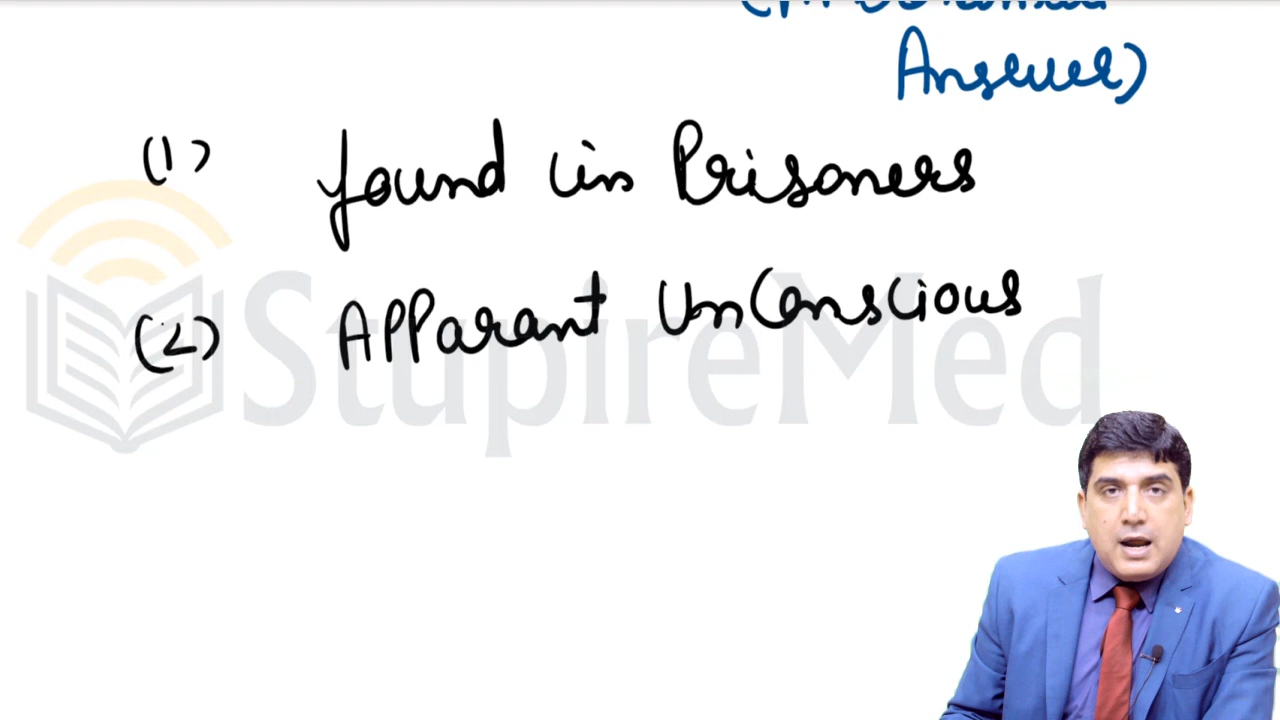 Answer)
(1) found in Prisoners
(2) Apparant Unconscious
StupireMed